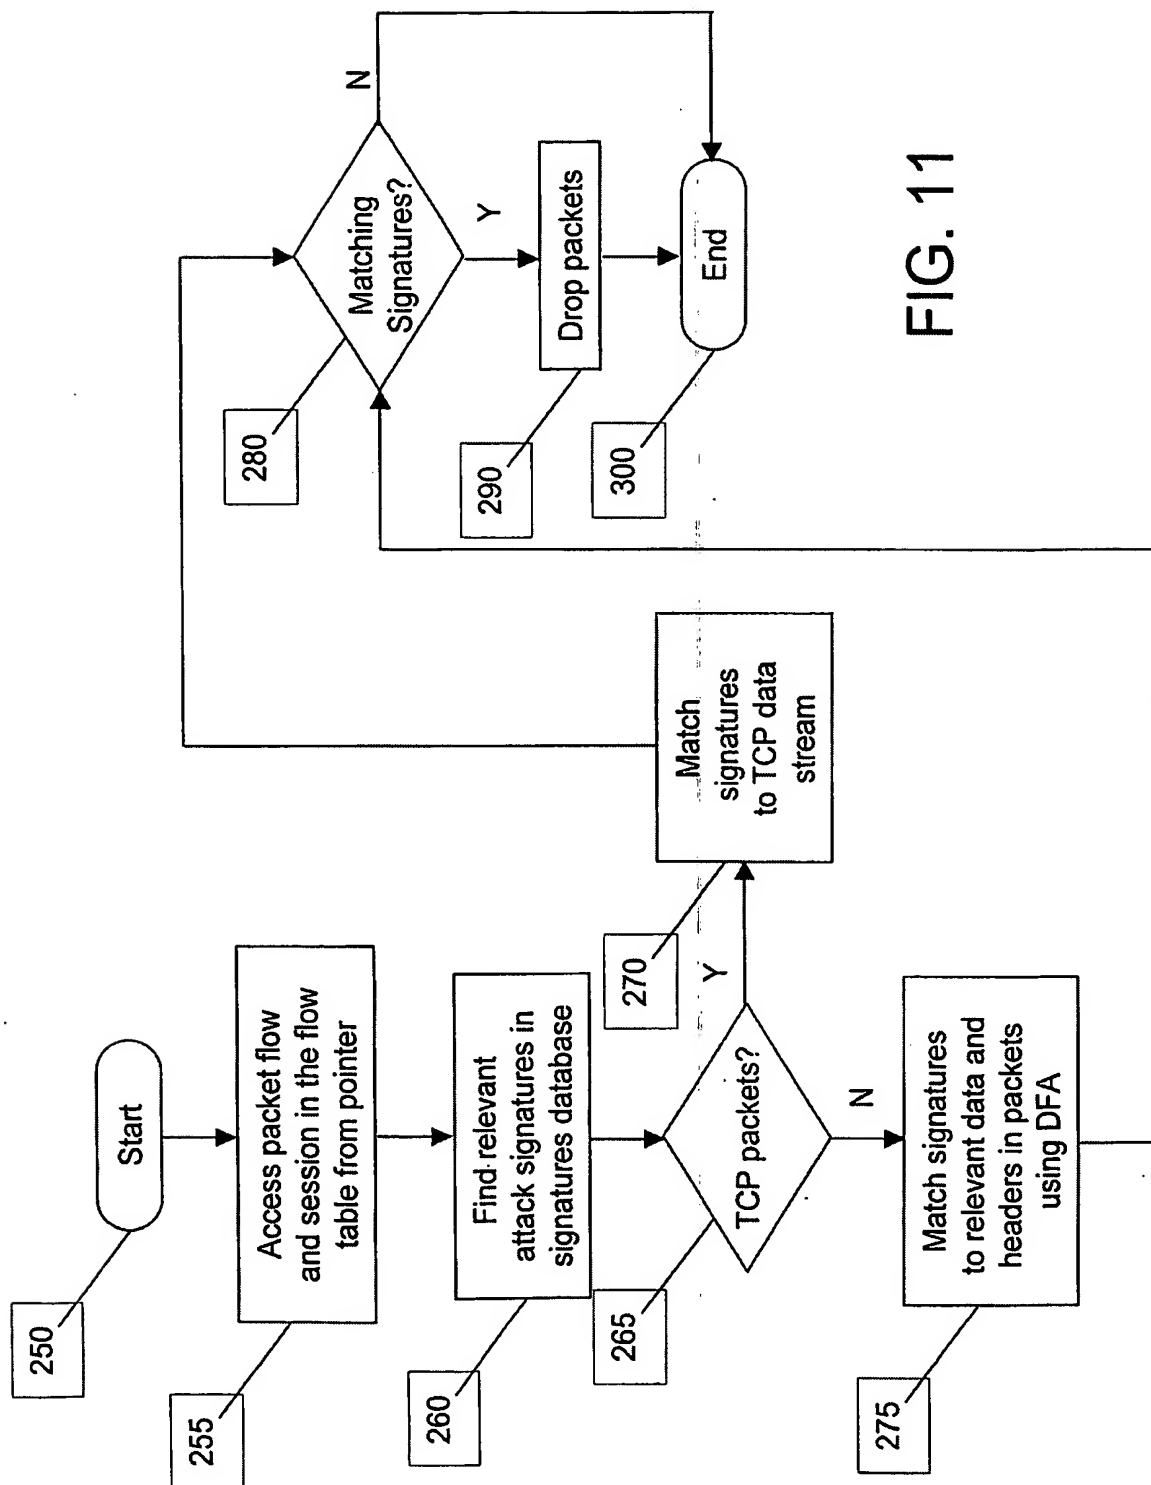 250
Start
255
Access packet flow
and session in the flow
table from pointer
260
Find relevant
attack signatures in
signatures database
265
TCP packets?
Y
N
270
Match
signatures
to TCP data
stream
275
Match signatures
to relevant data and
headers in packets
using DFA
280
Matching
Signatures?
N
Y
290
Drop packets
300
End
FIG. 11